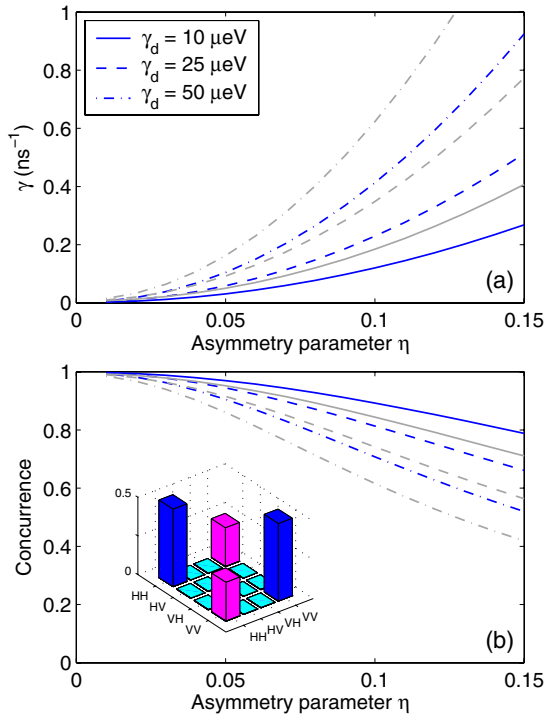 1
0.8
0.6
0.4
0.2
0
γ (ns⁻¹)
γ_d = 10 μeV
γ_d = 25 μeV
γ_d = 50 μeV
(a)
0 0.05 0.1 0.15
Asymmetry parameter η
1
0.8
0.6
0.4
0.2
0
Concurrence
0.5
0
HH
HV
VH
VV
HH
HV
VH
VV
(b)
0 0.05 0.1 0.15
Asymmetry parameter η